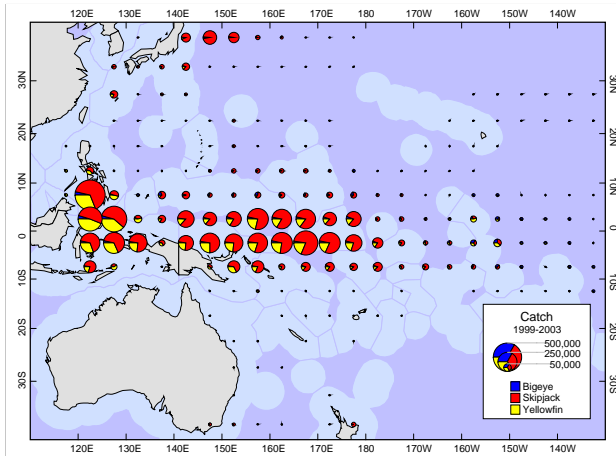 120E 130E 140E 150E 160E 170E 180 170W 160W 150W 140W
30N 30N
20N 20N
10N 10N
0 0
0 0
10S 10S
20S 20S
30S 30S
Catch
1999-2003
500,000
250,000
50,000
Bigeye
Skipjack
Yellowfin
120E 130E 140E 150E 160E 170E 180 170W 160W 150W 140W